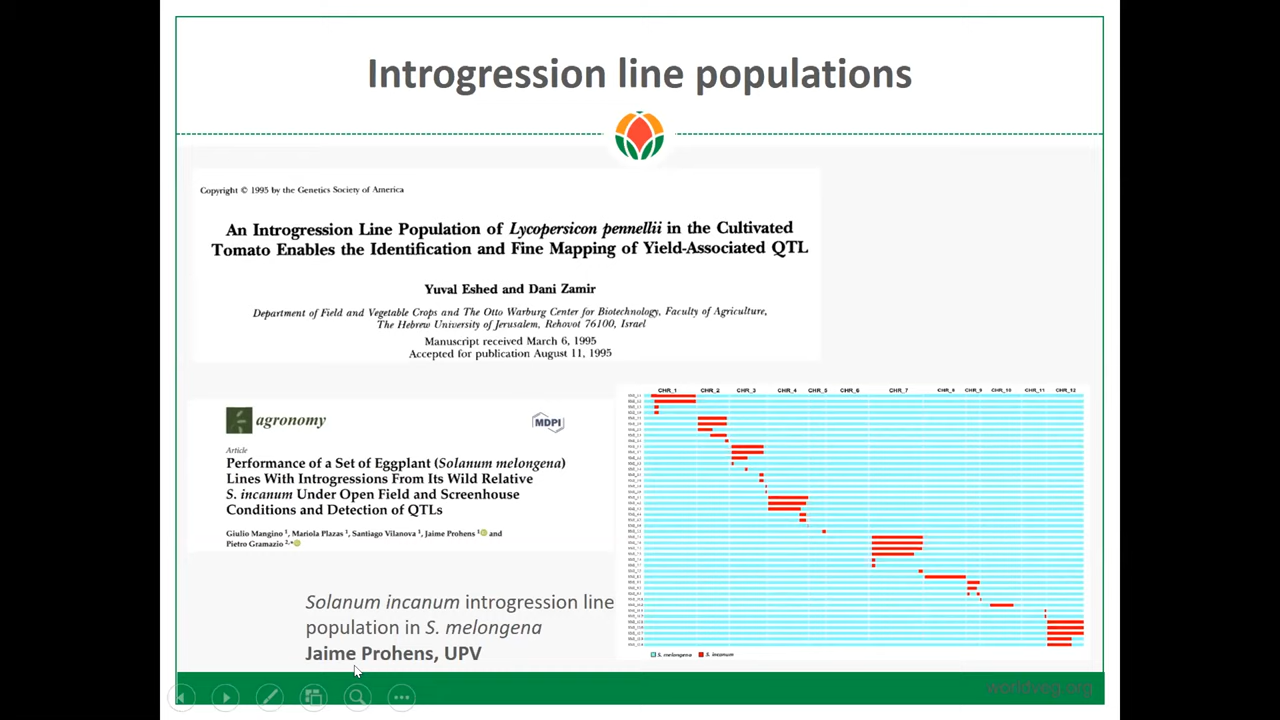 Introgression line populations
Copyright © 1995 by the Genetics Society of America
An Introgression Line Population of Lycopersicon pennellii in the Cultivated
Tomato Enables the Identification and Fine Mapping of Yield-Associated QTL
Yuval Eshed and Dani Zamir
Department of Field and Vegetable Crops and The Otto Warburg Center for Biotechnology, Faculty of Agriculture,
The Hebrew University of Jerusalem, Rehovot 76100, Israel
Manuscript received March 6, 1995
Accepted for publication August 11, 1995
agronomy
MDPI
Article
Performance of a Set of Eggplant (Solanum melongena)
Lines With Introgressions From Its Wild Relative
S. incanum Under Open Field and Screenhouse
Conditions and Detection of QTLs
Giulio Mangino 1, Mariola Plazas 1, Santiago Vilanova 1, Jaime Prohens 1 and
Pietro Gramazio 2,*
CHR_1 CHR_2 CHR_3 CHR_4 CHR_5 CHR_6 CHR_7 CHR_8 CHR_9 CHR_10 CHR_11 CHR_12
S. melongena S. incanum
Solanum incanum introgression line
population in S. melongena
Jaime Prohens, UPV
worldveg.org